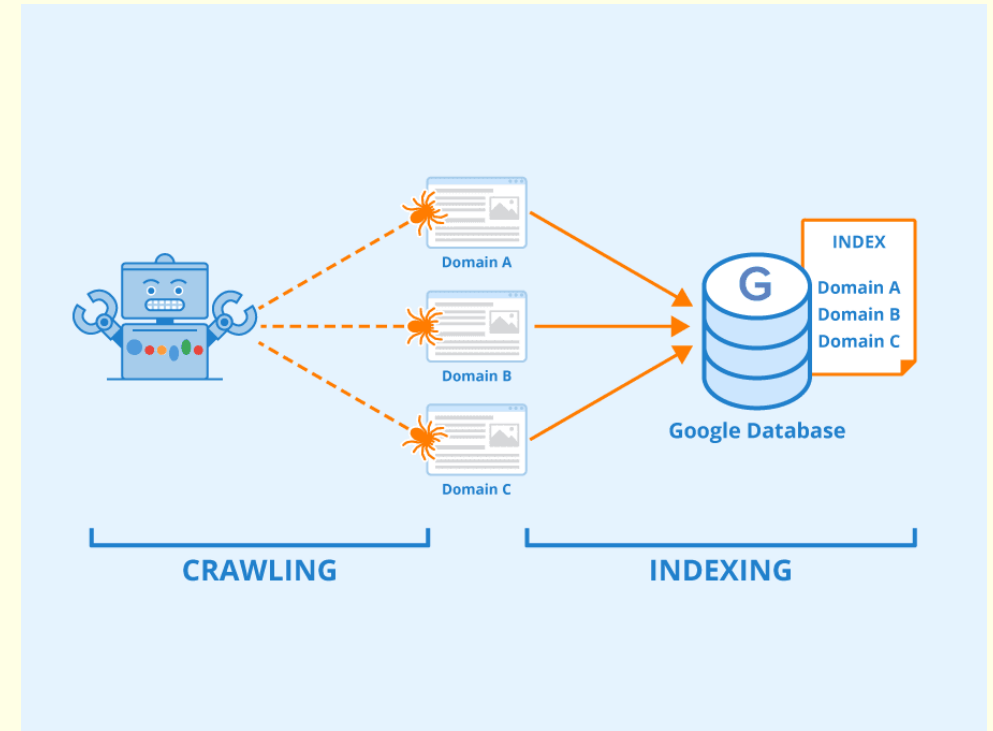 Domain A
Domain B
Domain C
G
INDEX
Domain A
Domain B
Domain C
Google Database
CRAWLING
INDEXING